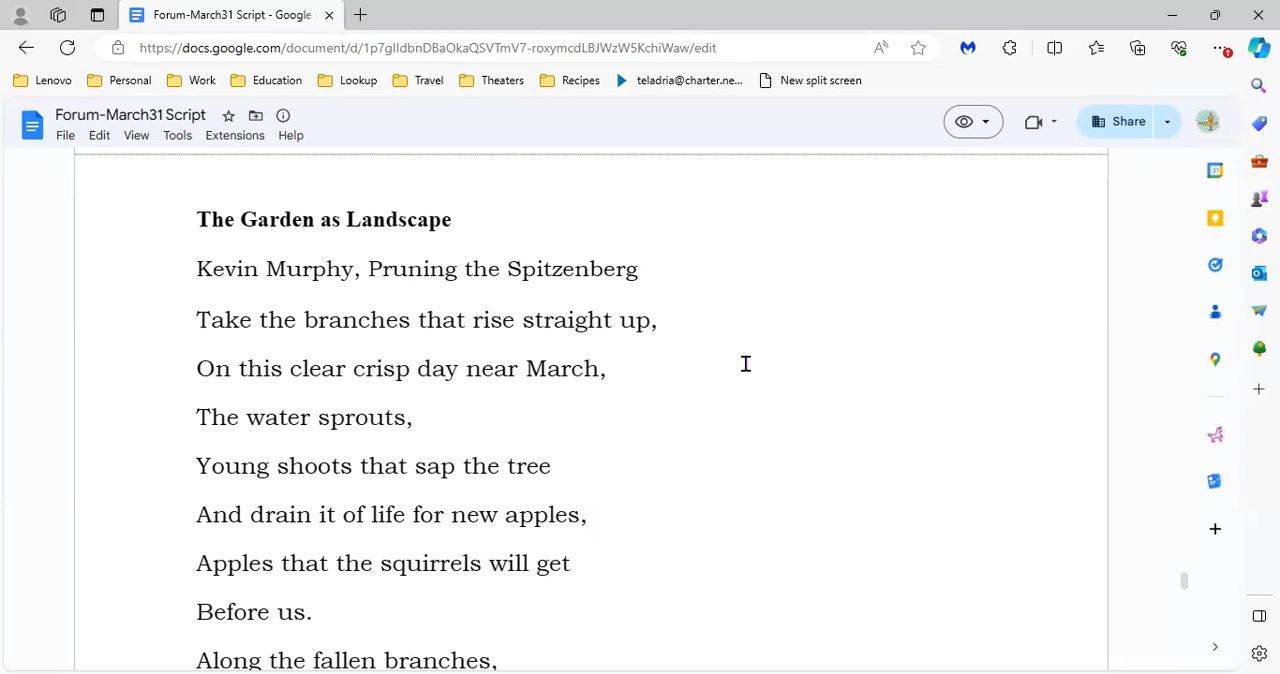 Forum-March31 Script - Google
https://docs.google.com/document/d/1p7glIdbnDBaOkaQSVTmV7-roxymcdLBJWzW5KchiWaw/edit
Lenovo Personal Work Education Lookup Travel Theaters Recipes teladria@charter.ne... New split screen
Forum-March31 Script
File Edit View Tools Extensions Help
Share
The Garden as Landscape
Kevin Murphy, Pruning the Spitzenberg
Take the branches that rise straight up,
On this clear crisp day near March,
The water sprouts,
Young shoots that sap the tree
And drain it of life for new apples,
Apples that the squirrels will get
Before us.
Along the fallen branches,